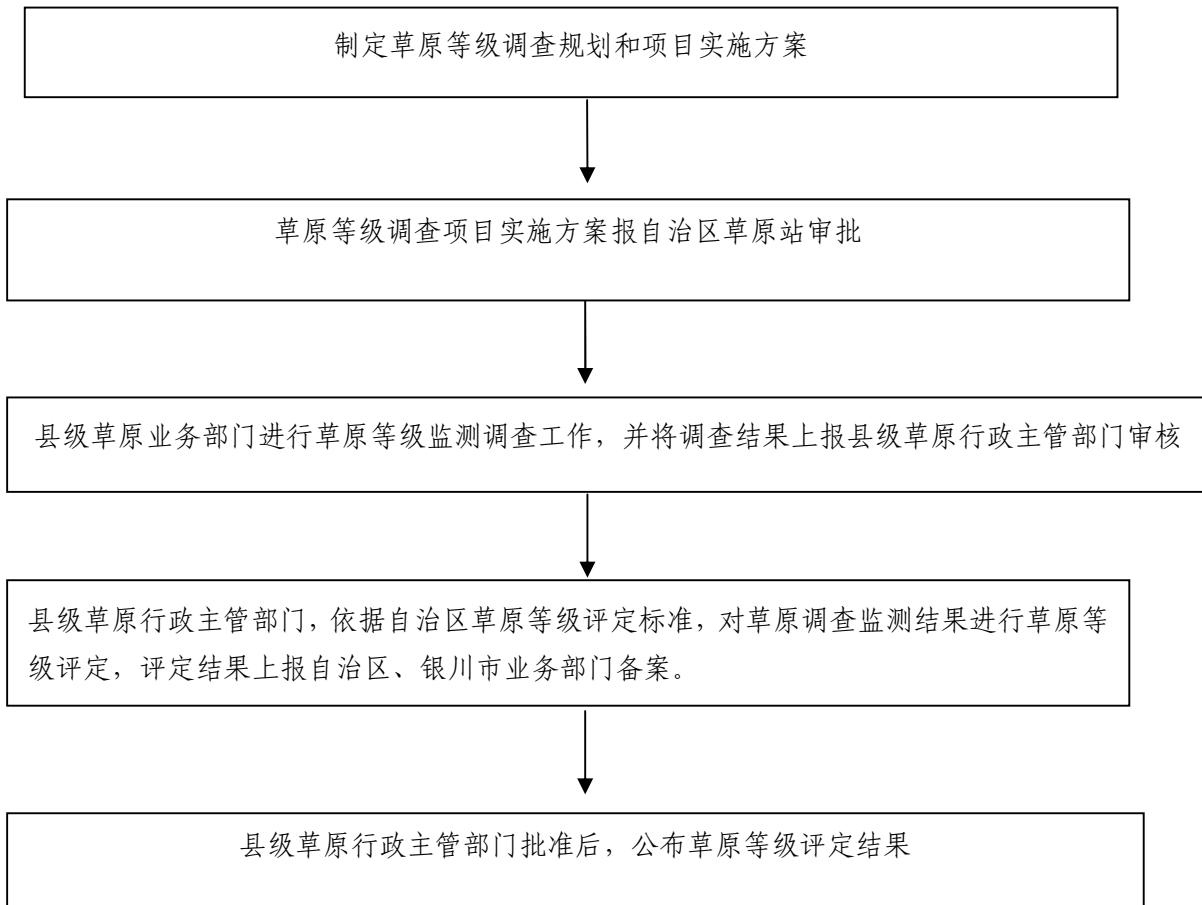 制定草原等级调查规划和项目实施方案
草原等级调查项目实施方案报自治区草原站审批
县级草原业务部门进行草原等级监测调查工作，并将调查结果上报县级草原行政主管部门审核
县级草原行政主管部门，依据自治区草原等级评定标准，对草原调查监测结果进行草原等
级评定，评定结果上报自治区、银川市业务部门备案。
县级草原行政主管部门批准后，公布草原等级评定结果